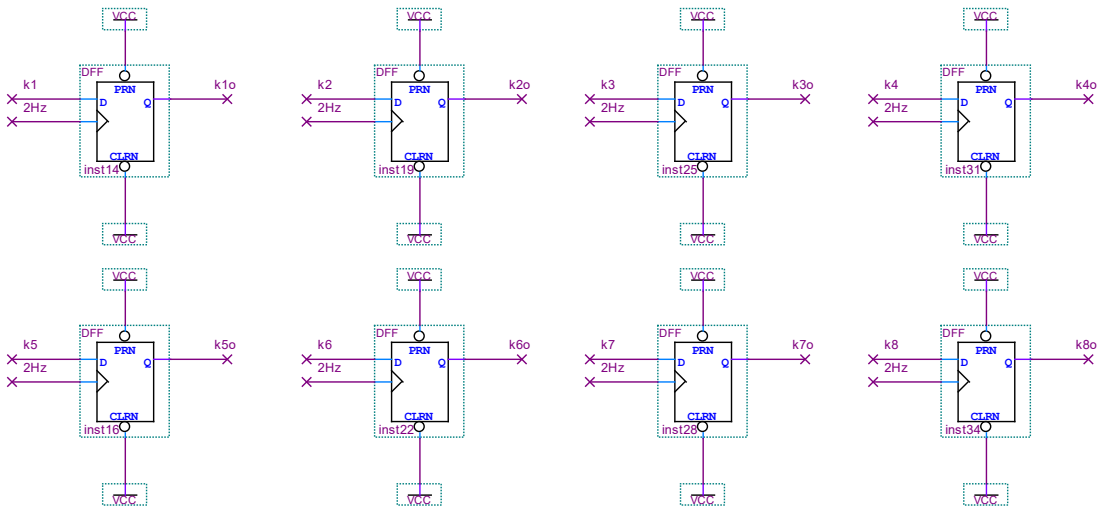 VCC VCC VCC VCC
DFF DFF DFF DFF
k1 PRN k1o k2 PRN k2o k3 PRN k3o k4 PRN k4o
D Q D Q D Q D Q
2Hz 2Hz 2Hz 2Hz
CLRN CLRN CLRN CLRN
inst14 inst19 inst25 inst31
VCC VCC VCC VCC
VCC VCC VCC VCC
DFF DFF DFF DFF
k5 PRN k5o k6 PRN k6o k7 PRN k7o k8 PRN k8o
D Q D Q D Q D Q
2Hz 2Hz 2Hz 2Hz
CLRN CLRN CLRN CLRN
inst16 inst22 inst28 inst34
VCC VCC VCC VCC